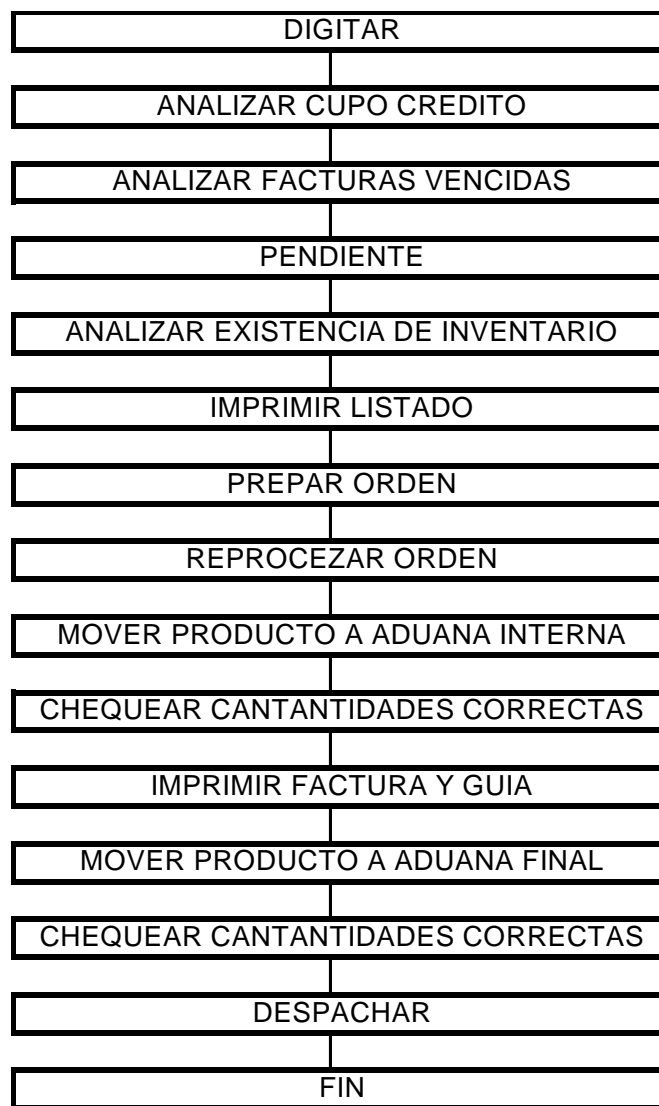 DIGITAR
ANALIZAR CUPO CREDITO
ANALIZAR FACTURAS VENCIDAS
PENDIENTE
ANALIZAR EXISTENCIA DE INVENTARIO
IMPRIMIR LISTADO
PREPAR ORDEN
REPROCEZAR ORDEN
MOVER PRODUCTO A ADUANA INTERNA
CHEQUEAR CANTANTIDADES CORRECTAS
IMPRIMIR FACTURA Y GUIA
MOVER PRODUCTO A ADUANA FINAL
CHEQUEAR CANTANTIDADES CORRECTAS
DESPACHAR
FIN